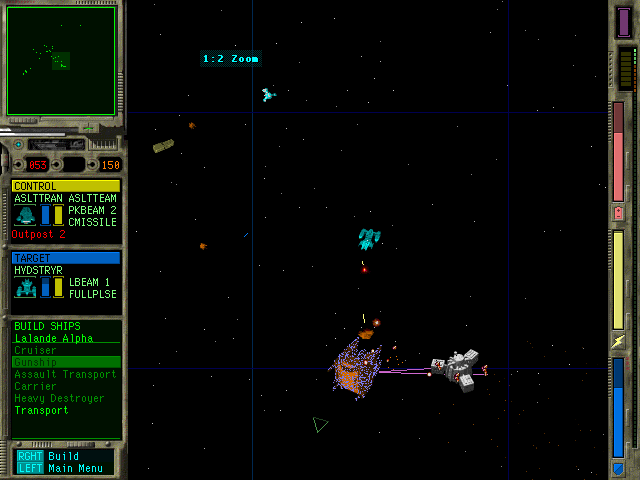 1:2 Zoom
053
150
CONTROL
ASLTTRAN ASLTTEAM
PKBEAM 2
CMISSILE
Outpost 2
TARGET
HVDSTRYR
LBEAM 1
FULLPLSE
BUILD SHIPS
Lalande Alpha
Cruiser
Gunship
Assault Transport
Carrier
Heavy Destroyer
Transport
RGHT Build
LEFT Main Menu